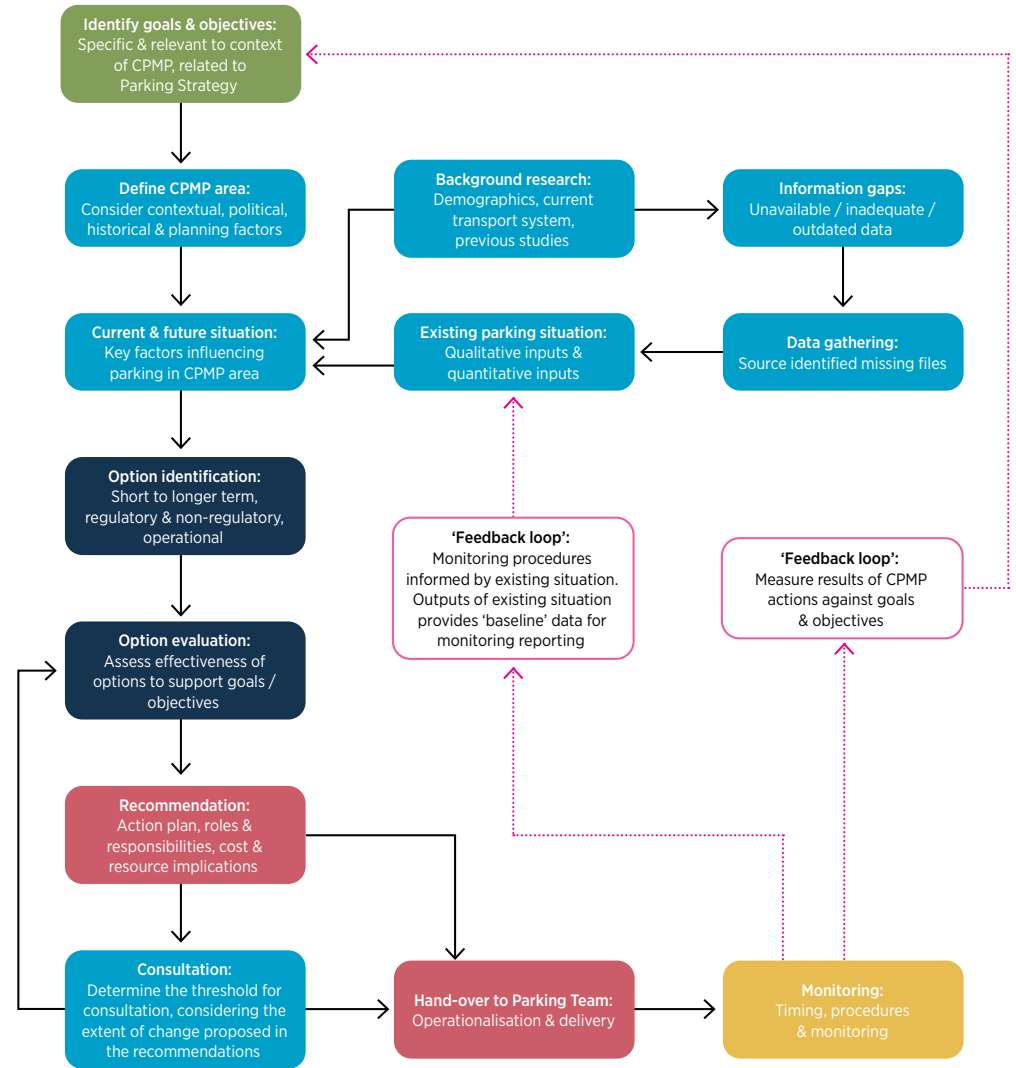 Identify goals & objectives:
Specific & relevant to context
of CPMP, related to
Parking Strategy
Define CPMP area:
Consider contextual, political,
historical & planning factors
Background research:
Demographics, current
transport system,
previous studies
Information gaps:
Unavailable / inadequate /
outdated data
Current & future situation:
Key factors influencing
parking in CPMP area
Existing parking situation:
Qualitative inputs &
quantitative inputs
Data gathering:
Source identified missing files
Option identification:
Short to longer term,
regulatory & non-regulatory,
operational
‘Feedback loop’:
Monitoring procedures
informed by existing situation.
Outputs of existing situation
provides ‘baseline’ data for
monitoring reporting
‘Feedback loop’:
Measure results of CPMP
actions against goals
& objectives
Option evaluation:
Assess effectiveness of
options to support goals /
objectives
Recommendation:
Action plan, roles &
responsibilities, cost &
resource implications
Consultation:
Determine the threshold for
consultation, considering the
extent of change proposed in
the recommendations
Hand-over to Parking Team:
Operationalisation & delivery
Monitoring:
Timing, procedures
& monitoring